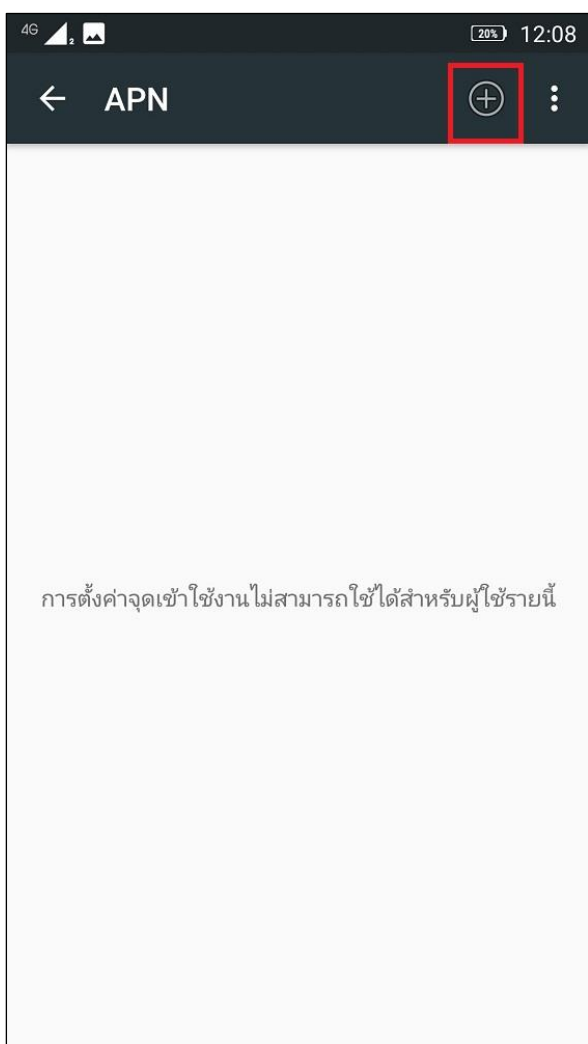 4G 2 20% 12:08
APN
การตั้งค่าจุดเข้าใช้งานไม่สามารถใช้ได้สำหรับผู้ใช้รายนี้